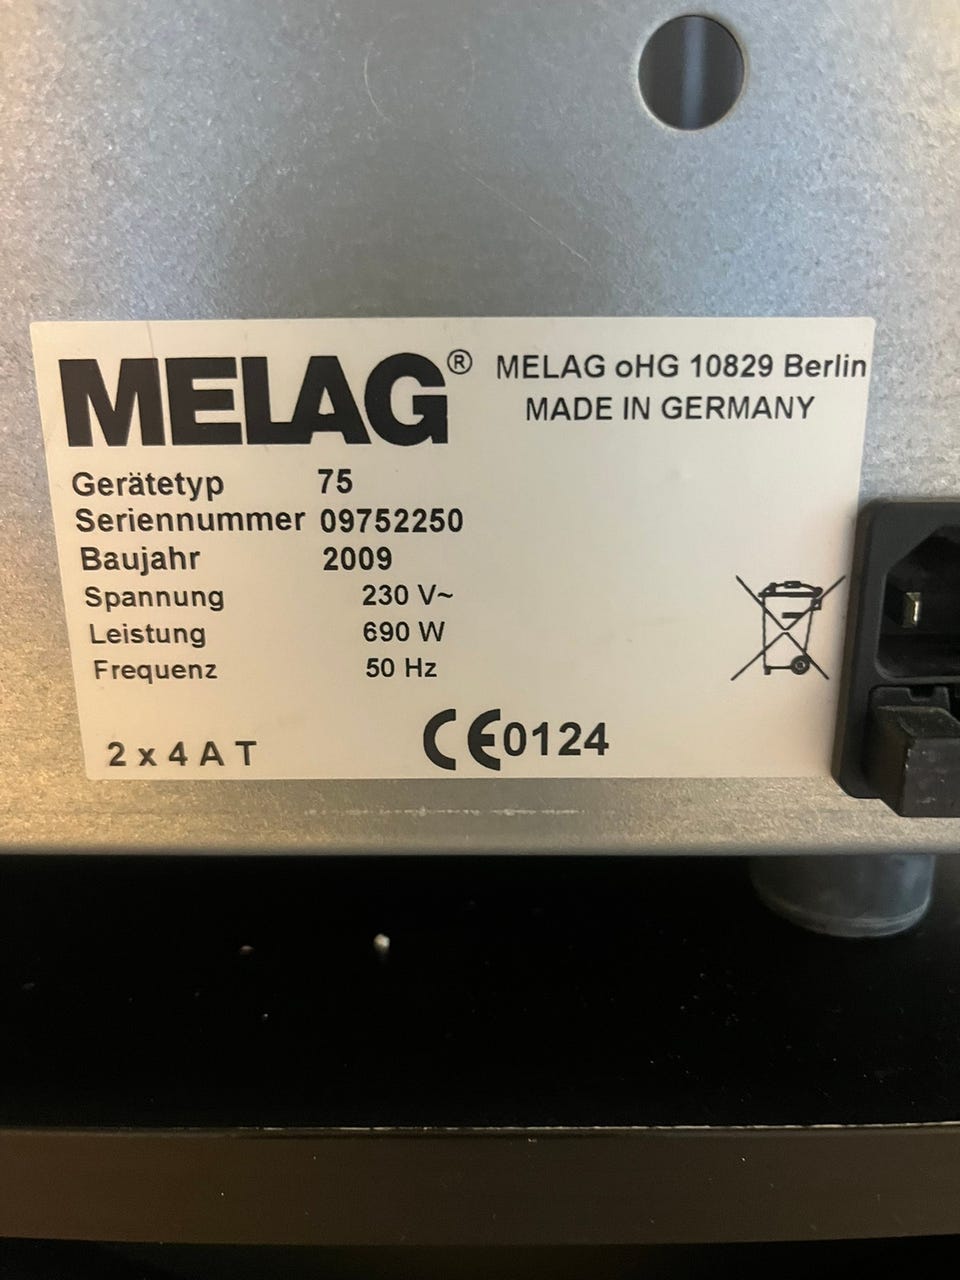 MELAG®
MELAG oHG 10829 Berlin
MADE IN GERMANY
Gerätetyp 75
Seriennummer 09752250
Baujahr 2009
Spannung 230 V~
Leistung 690 W
Frequenz 50 Hz
2 x 4 A T
CE0124